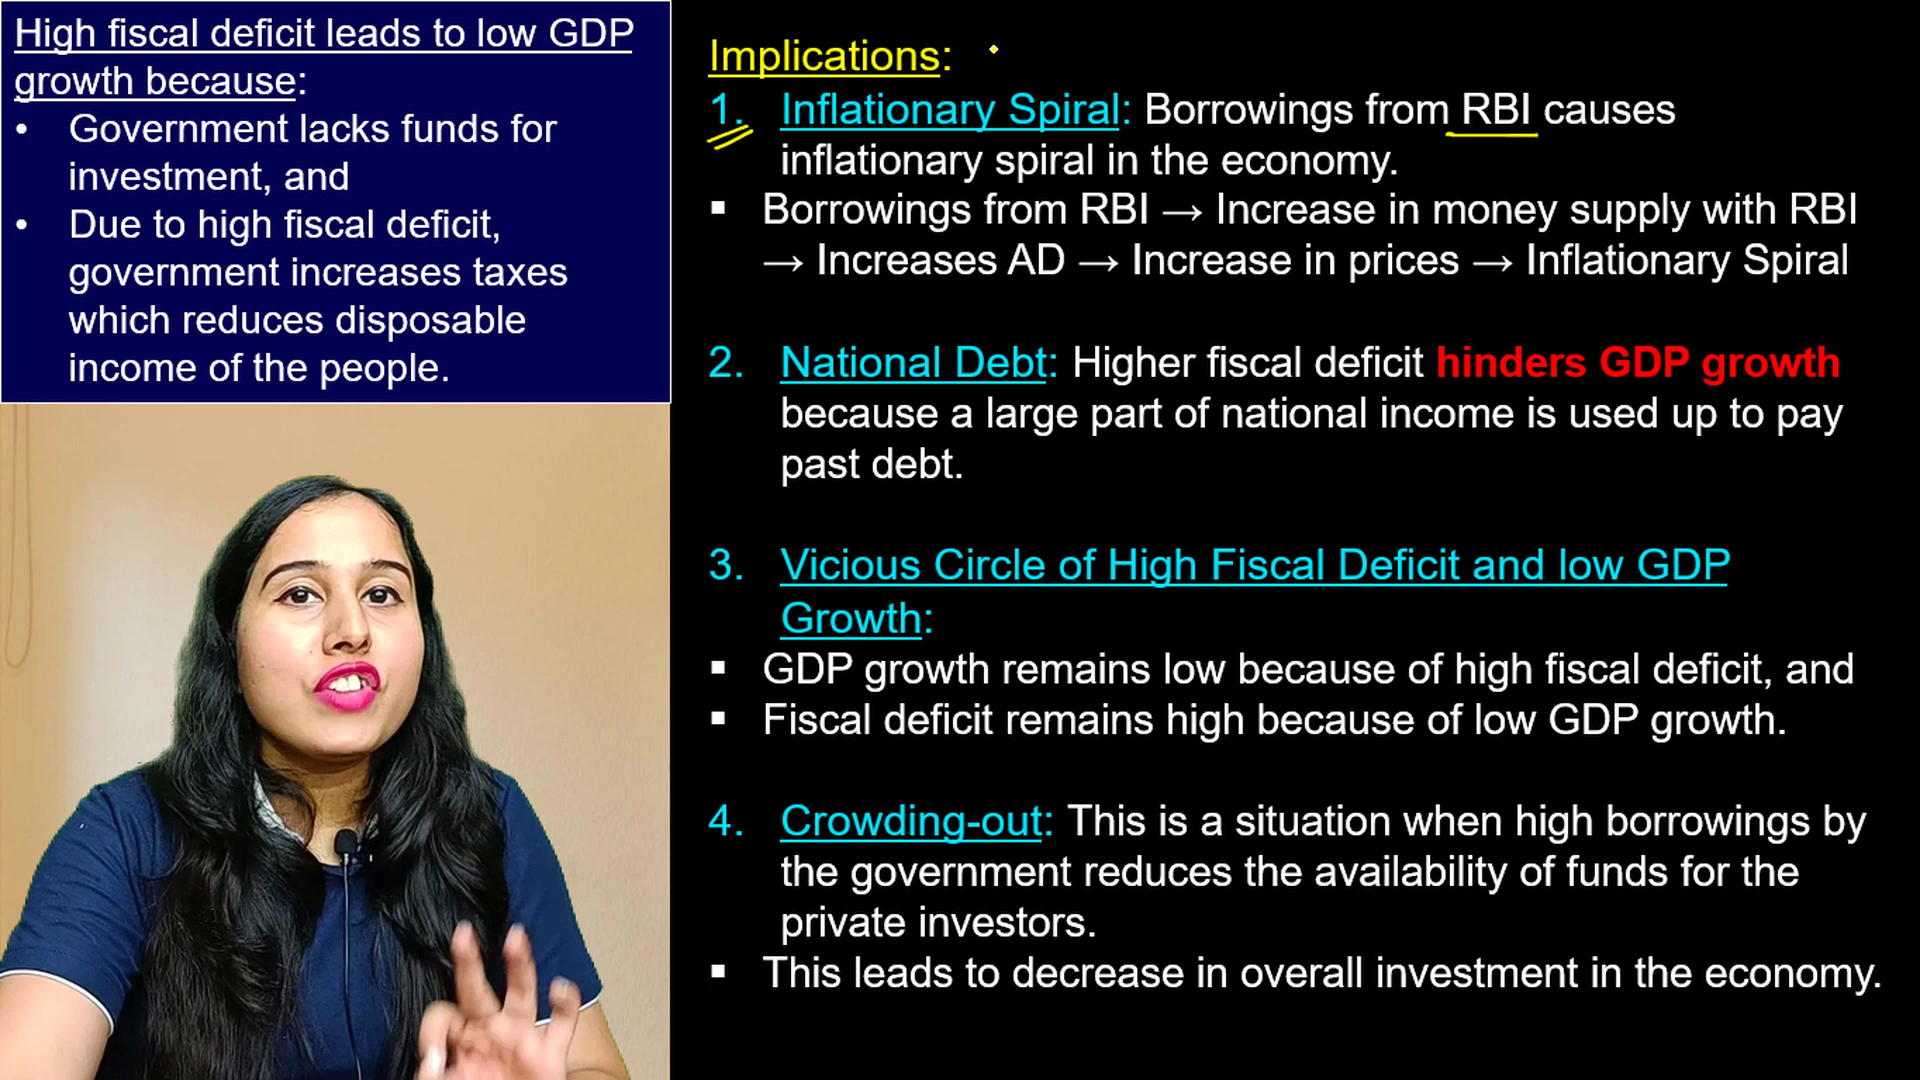 High fiscal deficit leads to low GDP
growth because:
• Government lacks funds for
investment, and
• Due to high fiscal deficit,
government increases taxes
which reduces disposable
income of the people.
Implications:
1. Inflationary Spiral: Borrowings from RBI causes
inflationary spiral in the economy.
▪ Borrowings from RBI → Increase in money supply with RBI
→ Increases AD → Increase in prices → Inflationary Spiral
2. National Debt: Higher fiscal deficit hinders GDP growth
because a large part of national income is used up to pay
past debt.
3. Vicious Circle of High Fiscal Deficit and low GDP
Growth:
▪ GDP growth remains low because of high fiscal deficit, and
▪ Fiscal deficit remains high because of low GDP growth.
4. Crowding-out: This is a situation when high borrowings by
the government reduces the availability of funds for the
private investors.
▪ This leads to decrease in overall investment in the economy.